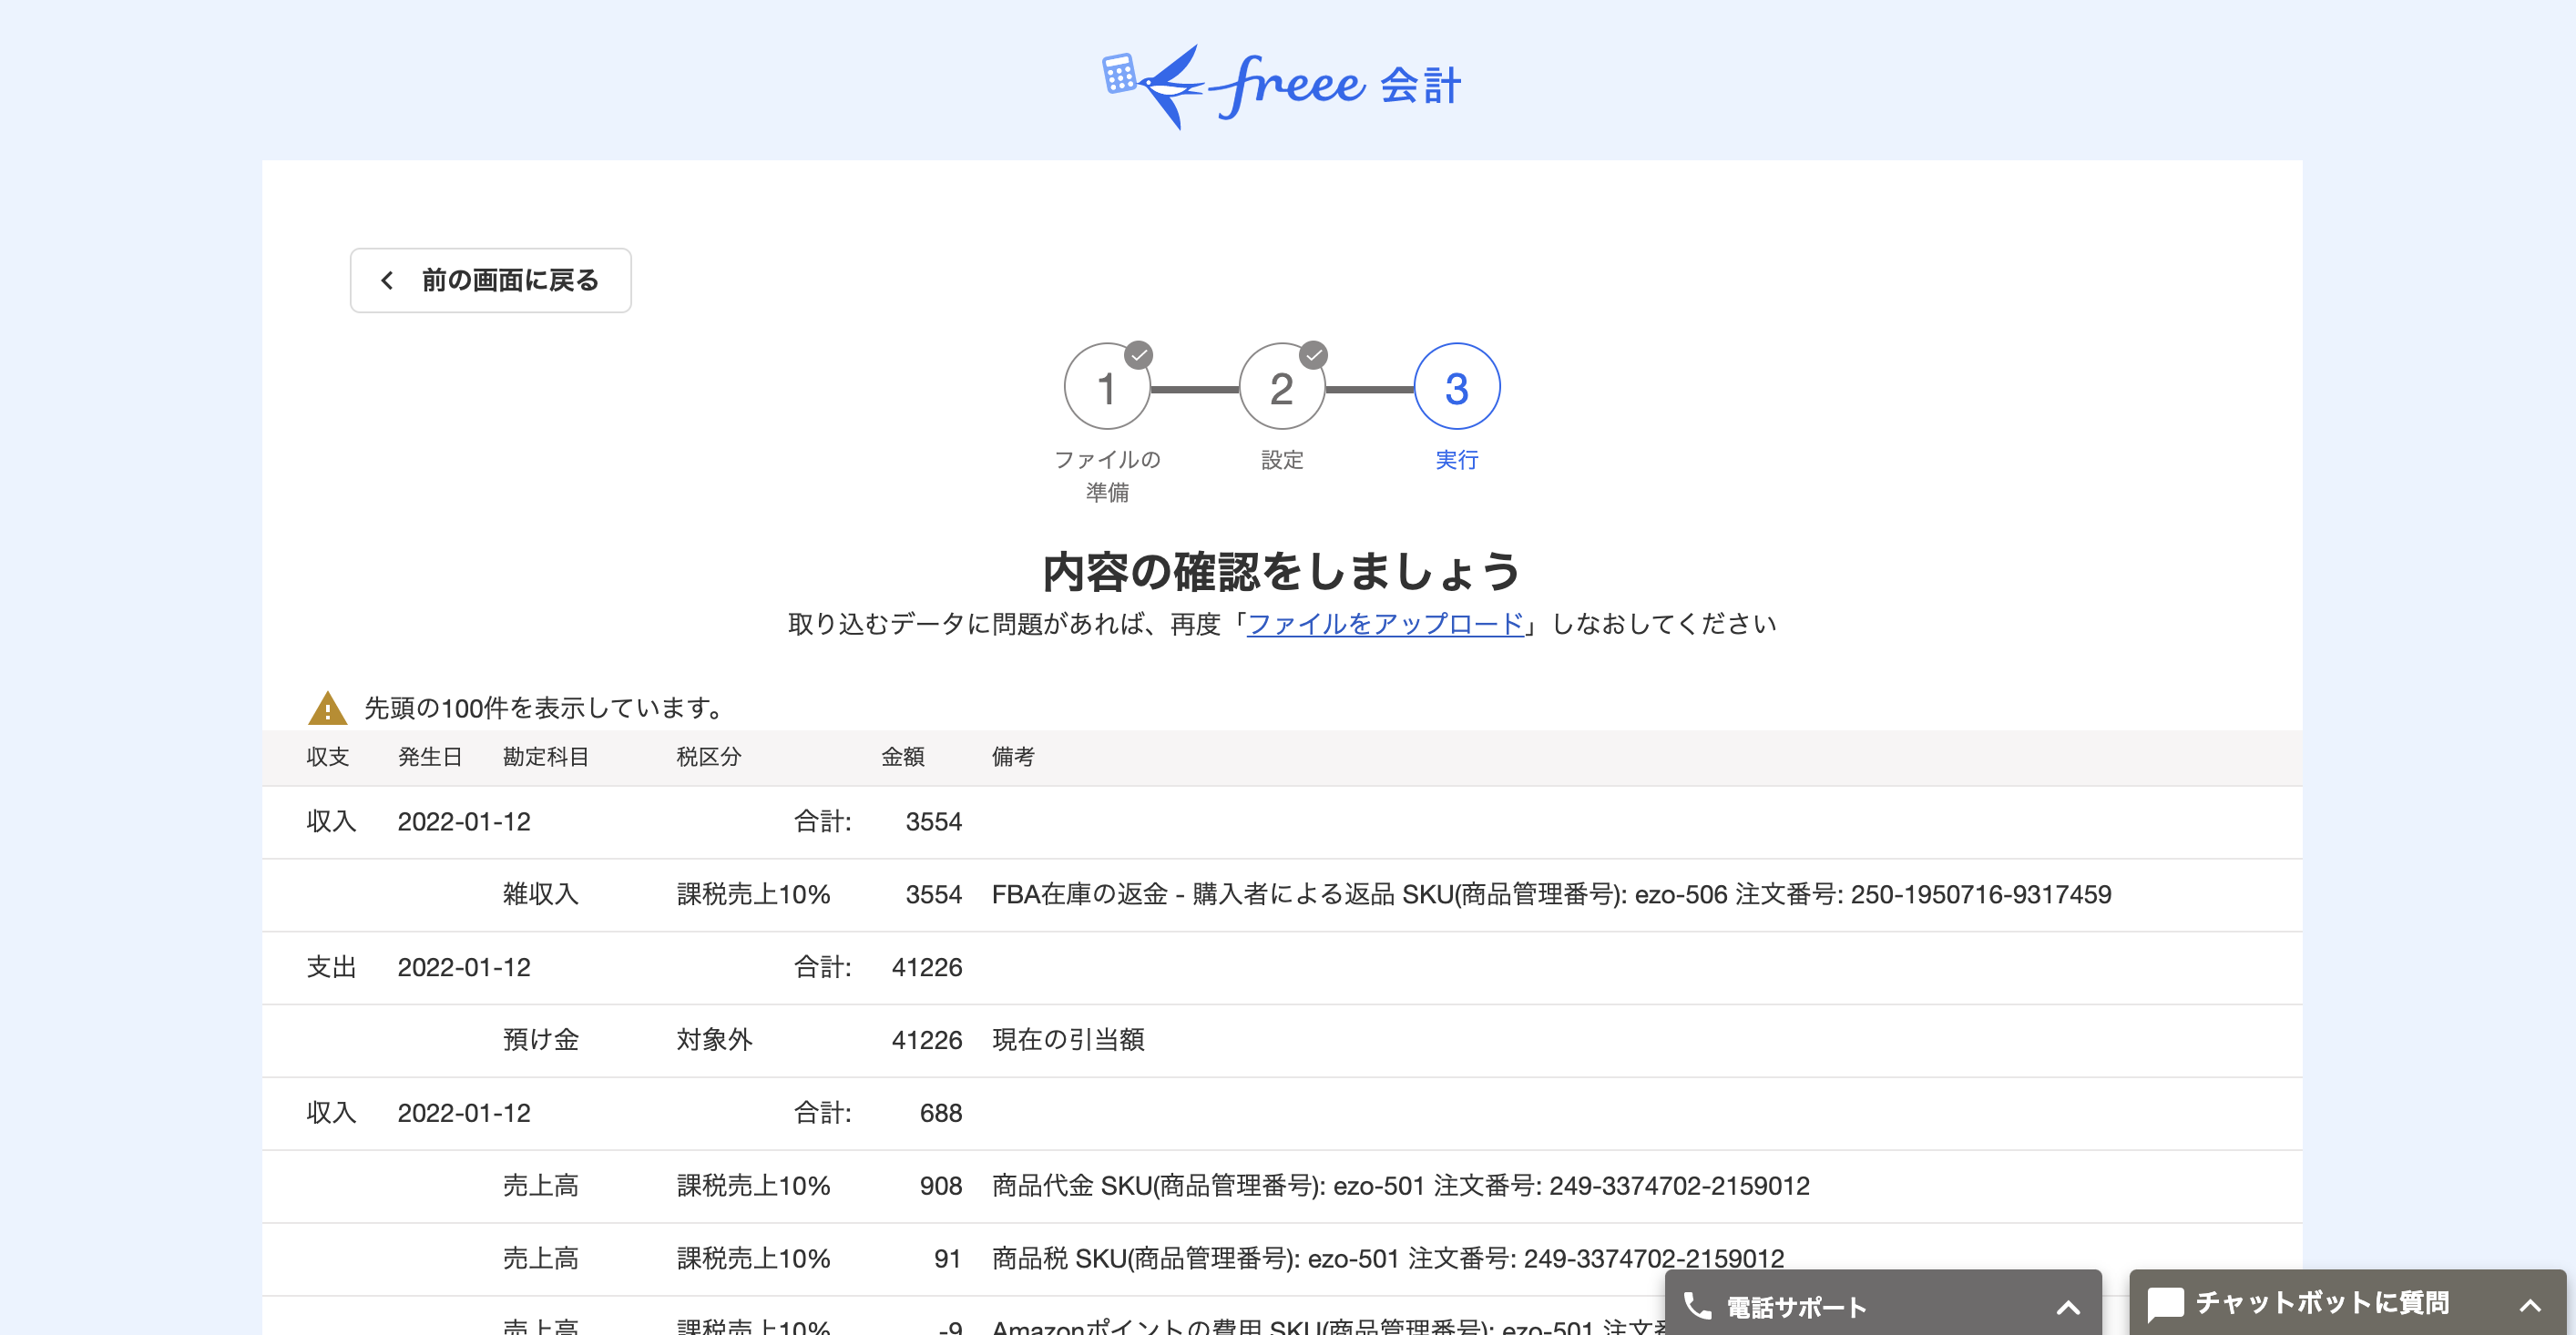 freee 会計
前の画面に戻る
1 2 3
ファイルの準備 設定 実行
内容の確認をしましょう
取り込むデータに問題があれば、再度「ファイルをアップロード」しなおしてください
先頭の100件を表示しています。
収支 発生日 勘定科目 税区分 金額 備考
収入 2022-01-12 合計: 3554
雑収入 課税売上10% 3554 FBA在庫の返金 - 購入者による返品 SKU(商品管理番号): ezo-506 注文番号: 250-1950716-9317459
支出 2022-01-12 合計: 41226
預け金 対象外 41226 現在の引当額
収入 2022-01-12 合計: 688
売上高 課税売上10% 908 商品代金 SKU(商品管理番号): ezo-501 注文番号: 249-3374702-2159012
売上高 課税売上10% 91 商品税 SKU(商品管理番号): ezo-501 注文番号: 249-3374702-2159012
売上高 課税売上10% -9 Amazonポイントの費用 SKU(商品管理番号): ezo-501 注文
電話サポート
チャットボットに質問